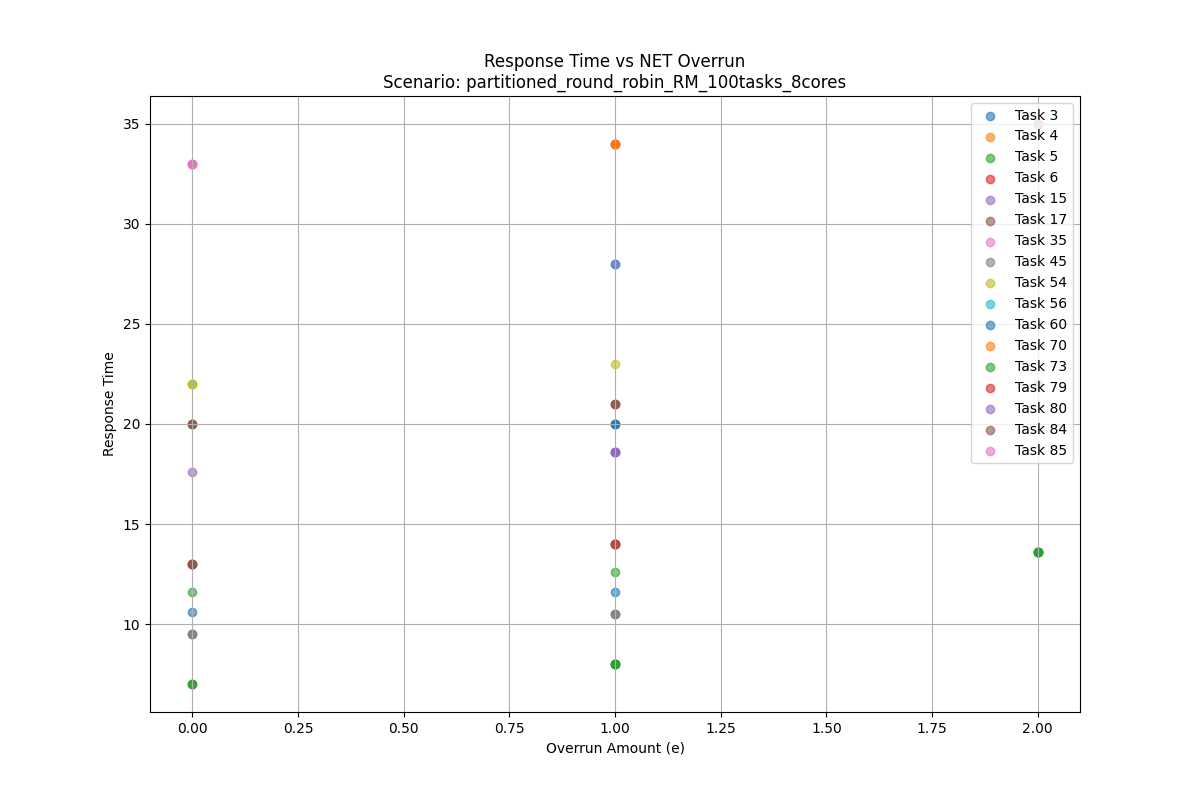 Response Time vs NET Overrun
Scenario: partitioned_round_robin_RM_100tasks_8cores
35
30
25
20
15
10
Response Time
Task 3
Task 4
Task 5
Task 6
Task 15
Task 17
Task 35
Task 45
Task 54
Task 56
Task 60
Task 70
Task 73
Task 79
Task 80
Task 84
Task 85
0.00 0.25 0.50 0.75 1.00 1.25 1.50 1.75 2.00
Overrun Amount (e)